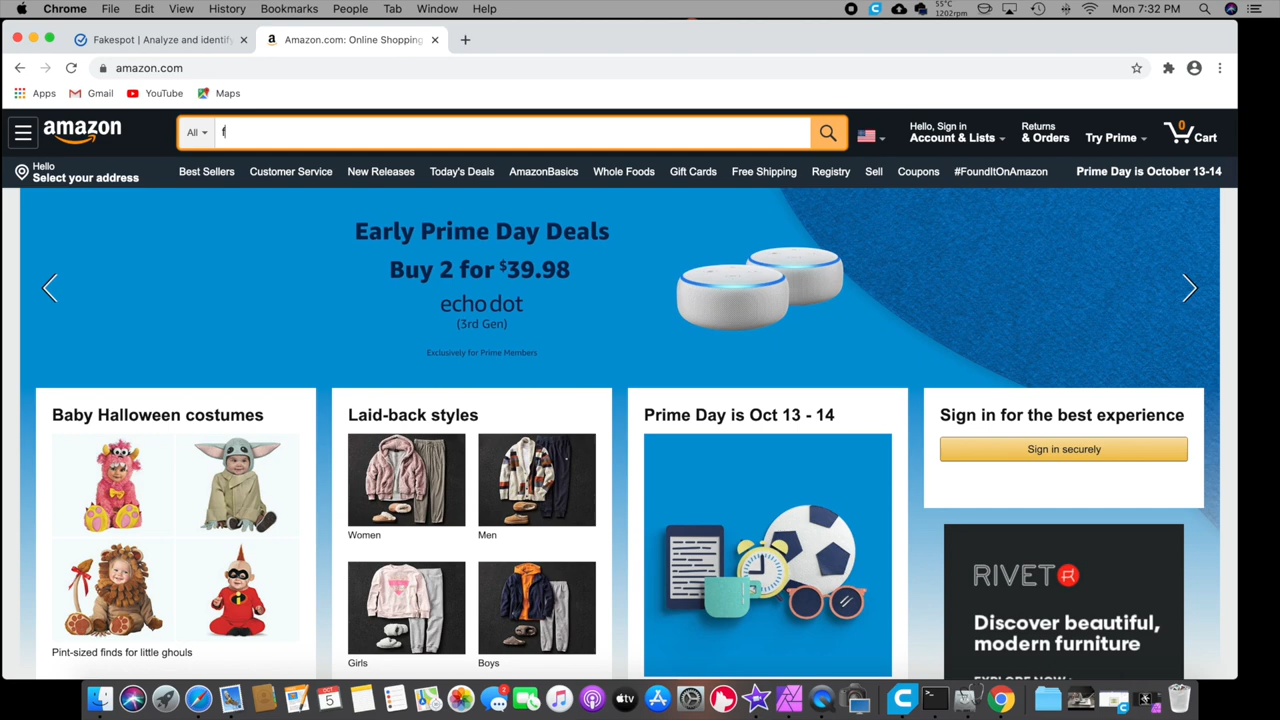 Chrome File Edit View History Bookmarks People Tab Window Help
55°C
1202rpm
Mon 7:32 PM
Fakespot | Analyze and identify
Amazon.com: Online Shopping
amazon.com
Apps Gmail YouTube Maps
amazon
All
f
Hello, Sign in
Account & Lists
Returns
& Orders
Try Prime
0
Cart
Hello
Select your address
Best Sellers Customer Service New Releases Today's Deals AmazonBasics Whole Foods Gift Cards Free Shipping Registry Sell Coupons #FoundItOnAmazon Prime Day is October 13-14
Early Prime Day Deals
Buy 2 for $39.98
echo dot
(3rd Gen)
Exclusively for Prime Members
Baby Halloween costumes
Pint-sized finds for little ghouls
Laid-back styles
Women Men
Girls Boys
Prime Day is Oct 13 - 14
Sign in for the best experience
Sign in securely
RIVET R
Discover beautiful,
modern furniture
OCT
5
2
tv